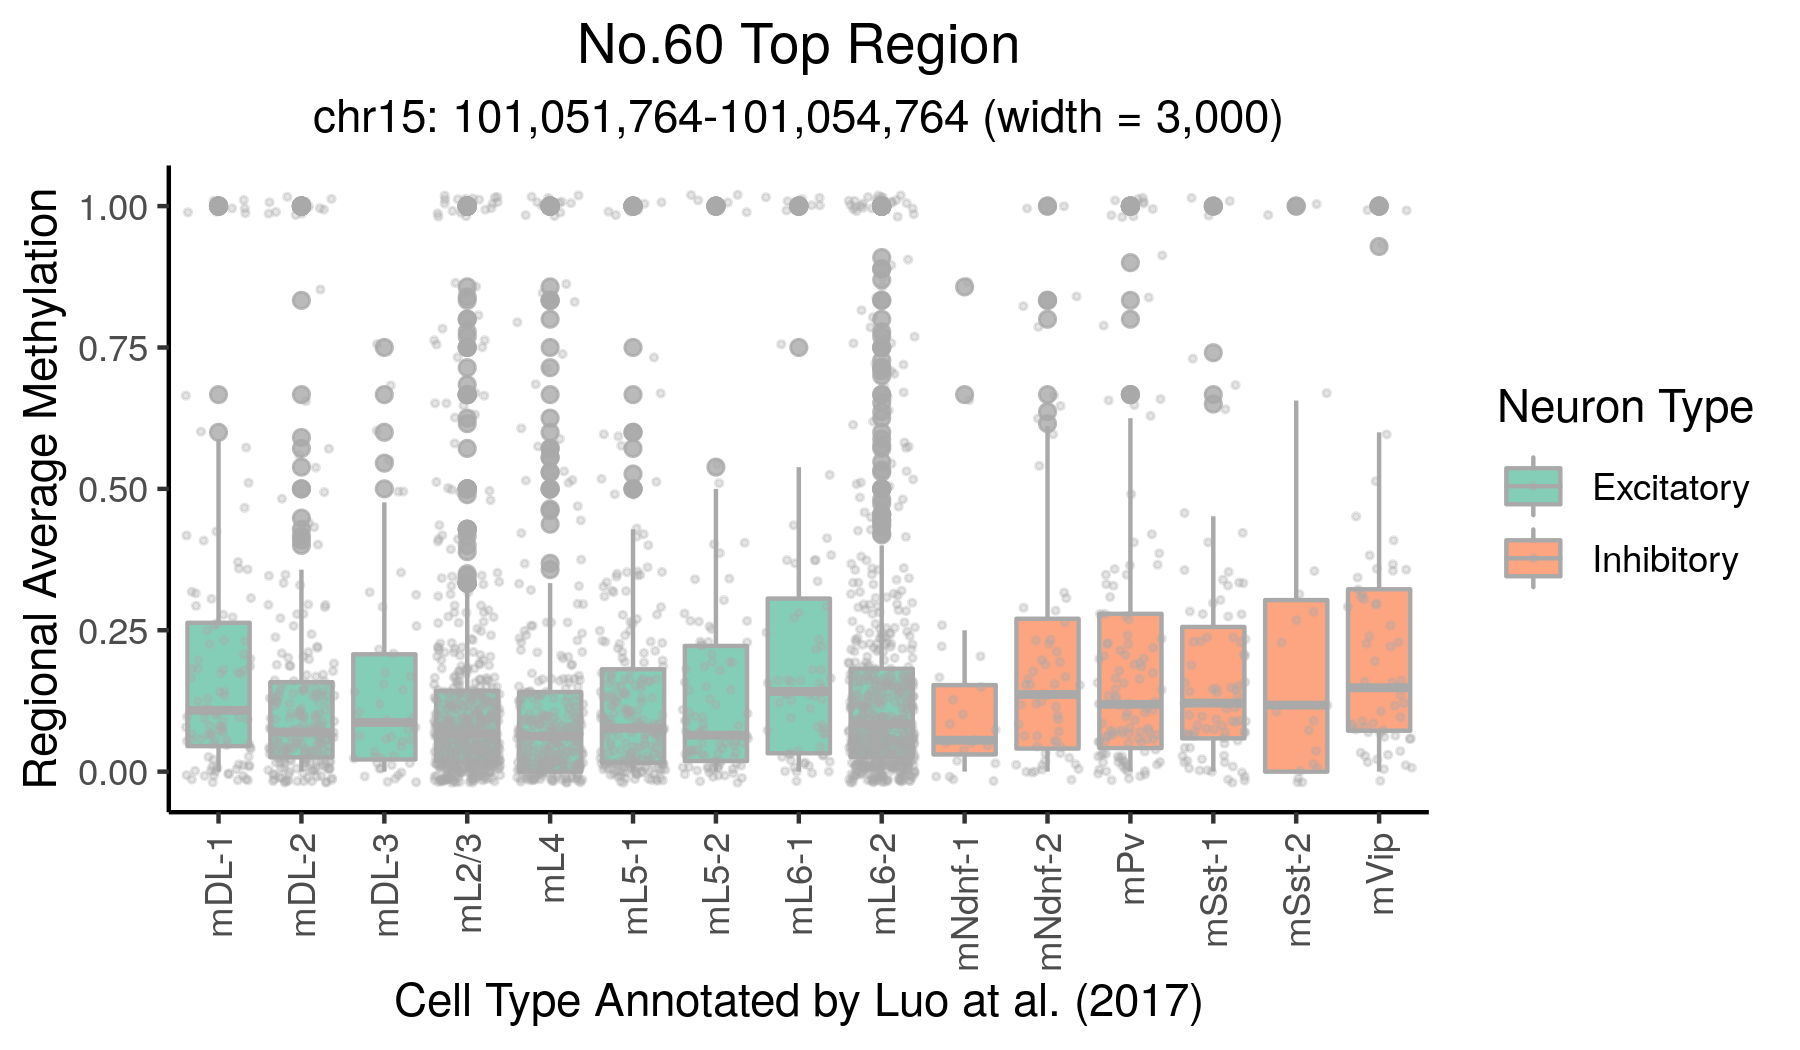 No.60 Top Region
chr15: 101,051,764-101,054,764 (width = 3,000)
Regional Average Methylation
1.00
0.75
0.50
0.25
0.00
mDL-1
mDL-2
mDL-3
mL2/3
mL4
mL5-1
mL5-2
mL6-1
mL6-2
mNdnf-1
mNdnf-2
mPv
mSst-1
mSst-2
mVip
Cell Type Annotated by Luo at al. (2017)
Neuron Type
Excitatory
Inhibitory